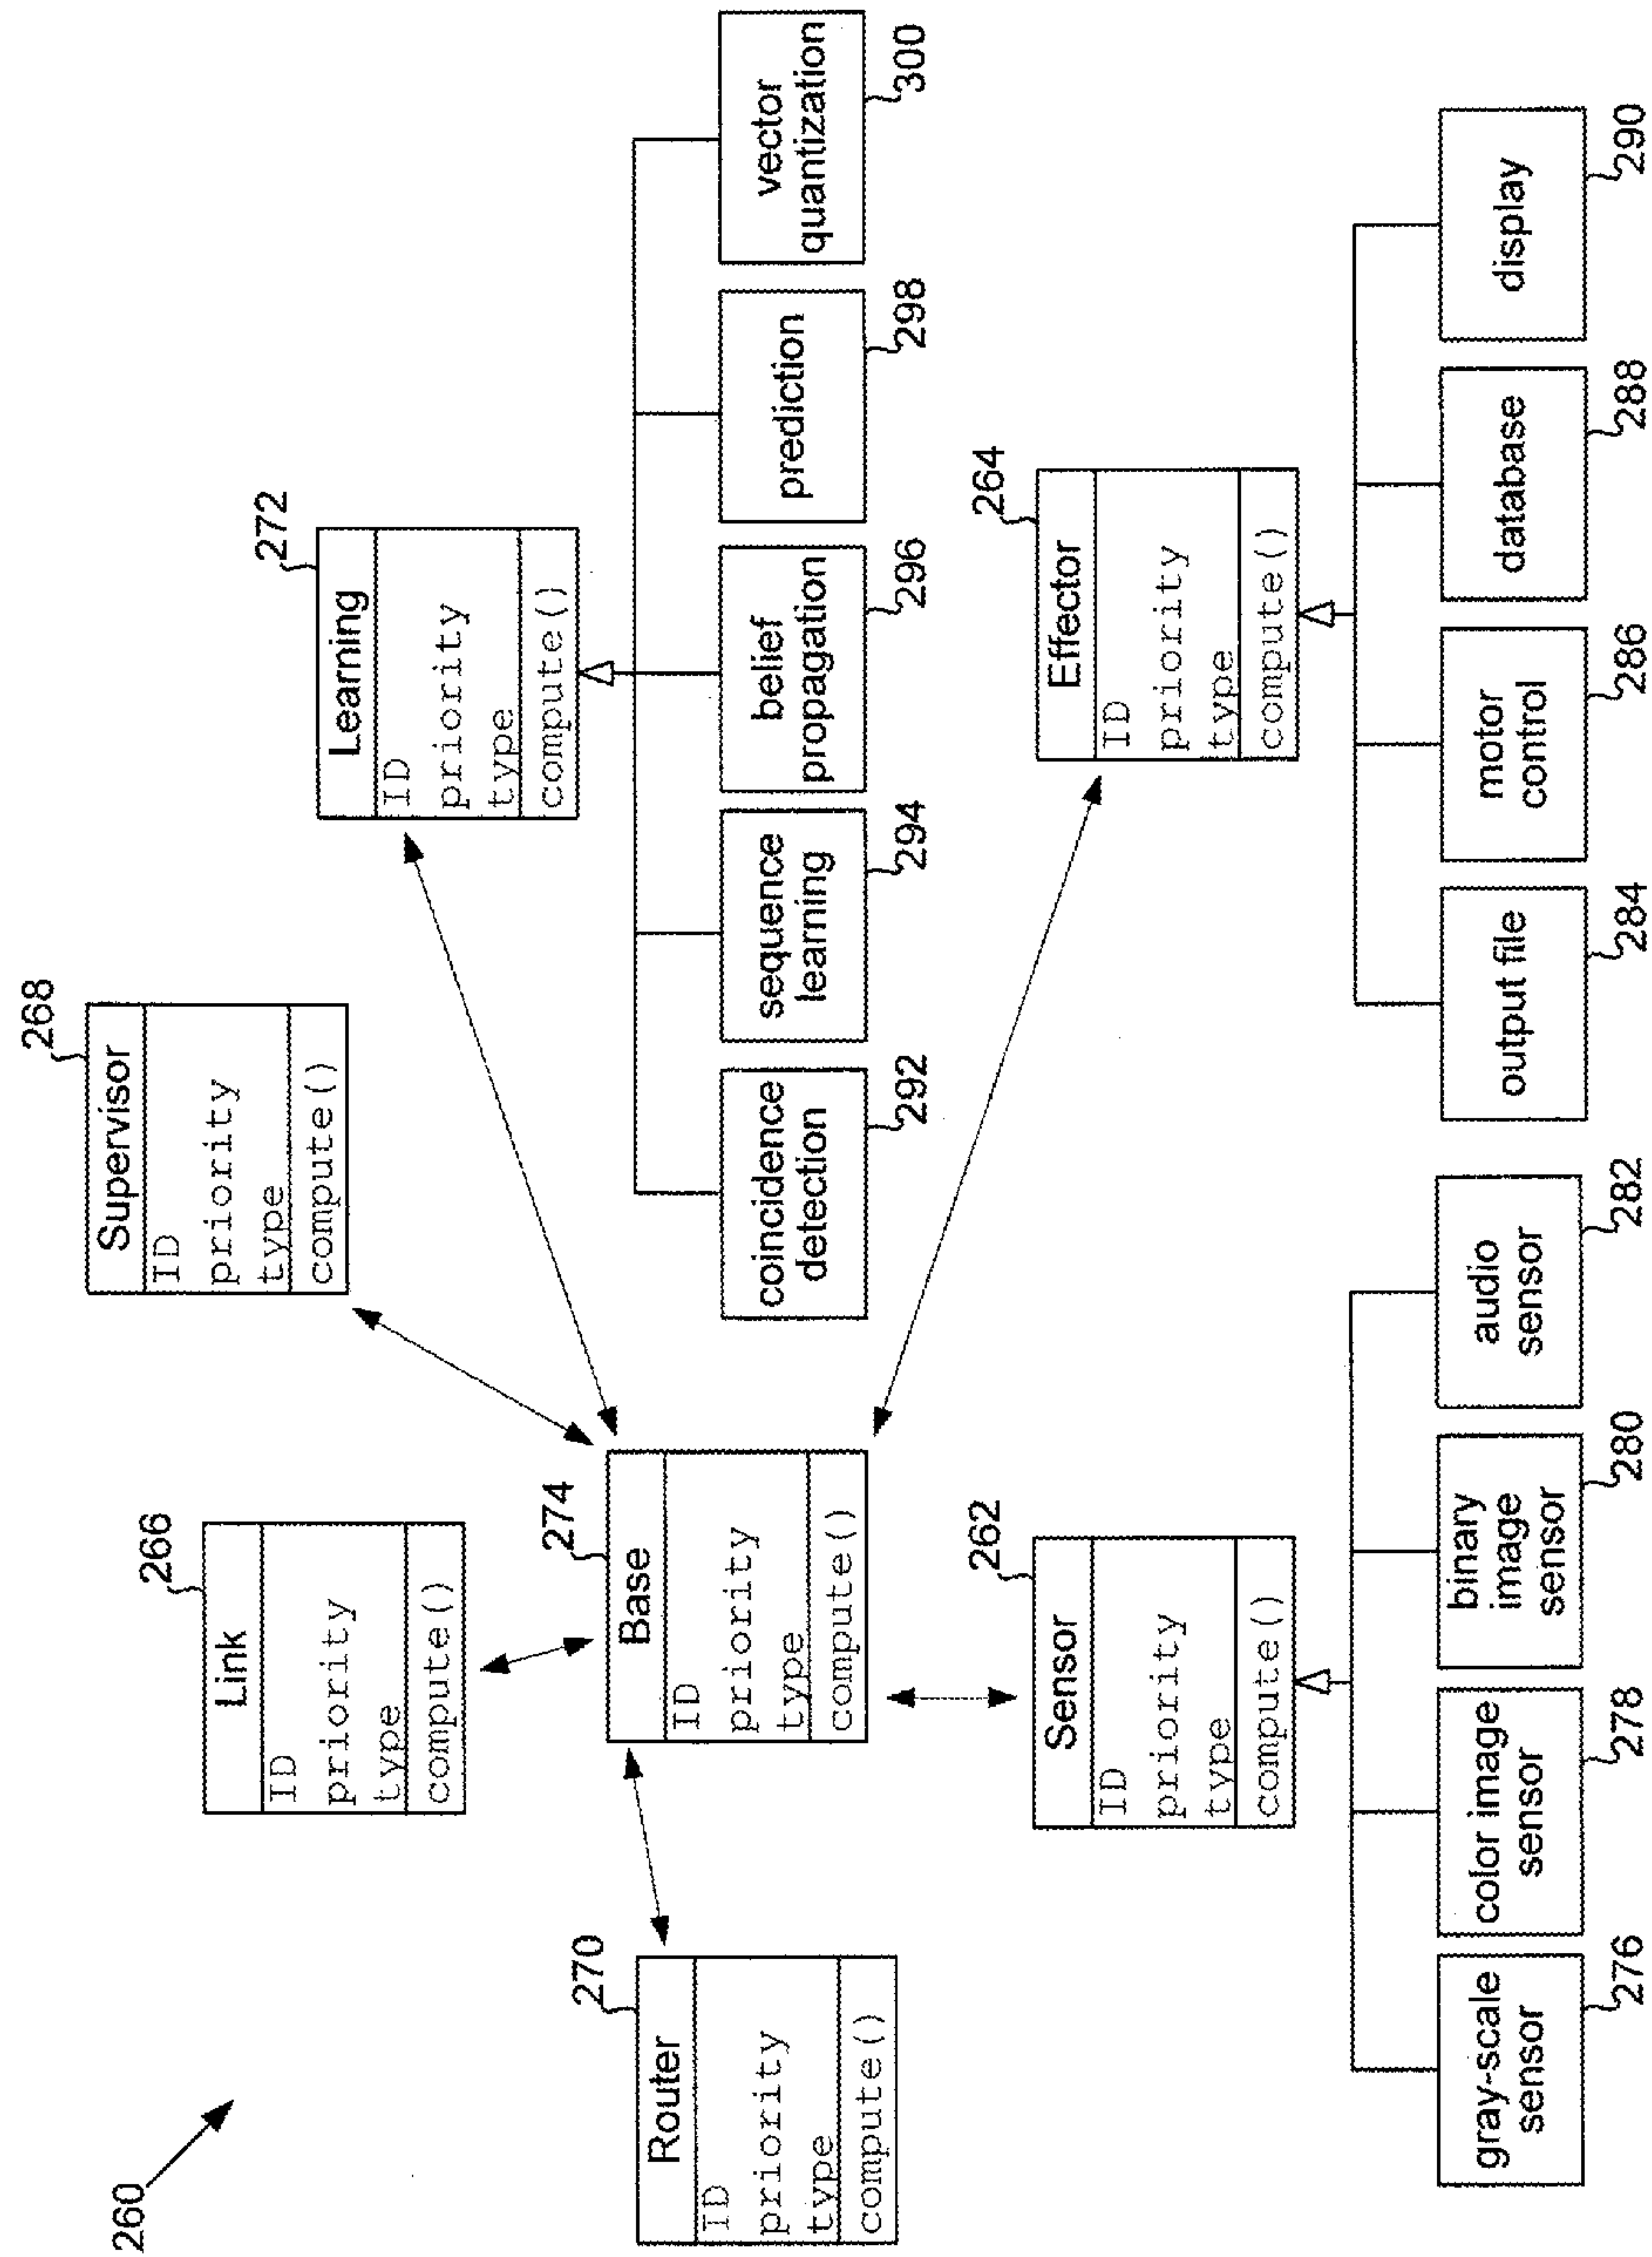 260
268
Supervisor
ID
priority
type
compute()
266
Link
ID
priority
type
compute()
272
Learning
ID
priority
type
compute()
270
Router
ID
priority
type
compute()
274
Base
ID
priority
type
compute()
coincidence
detection
292
sequence
learning
294
belief
propagation
296
prediction
298
vector
quantization
300
262
Sensor
ID
priority
type
compute()
264
Effector
ID
priority
type
compute()
gray-scale
sensor
276
color image
sensor
278
binary
image
sensor
280
audio
sensor
282
output file
284
motor
control
286
database
288
display
290